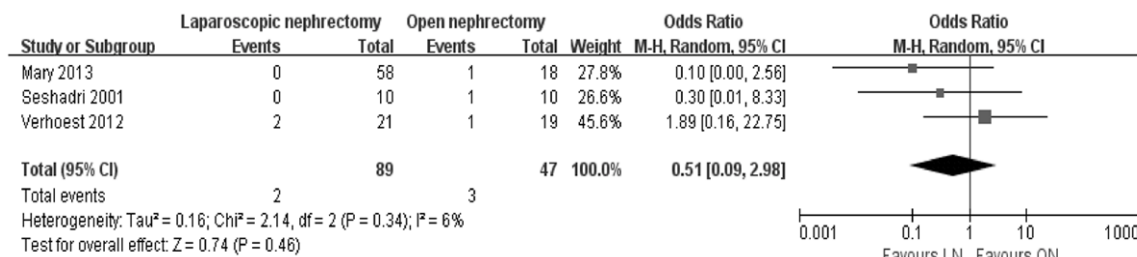 Laparoscopic nephrectomy Open nephrectomy Odds Ratio Odds Ratio
Study or Subgroup Events Total Events Total Weight M-H, Random, 95% CI M-H, Random, 95% CI
Mary 2013 0 58 1 18 27.8% 0.10 [0.00, 2.56]
Seshadri 2001 0 10 1 10 26.6% 0.30 [0.01, 8.33]
Verhoest 2012 2 21 1 19 45.6% 1.89 [0.16, 22.75]
Total (95% CI) 89 47 100.0% 0.51 [0.09, 2.98]
Total events 2 3
Heterogeneity: Tau² = 0.16; Chi² = 2.14, df = 2 (P = 0.34); I² = 6%
Test for overall effect: Z = 0.74 (P = 0.46)
0.001 0.1 1 10 1000
Favours LN Favours ON